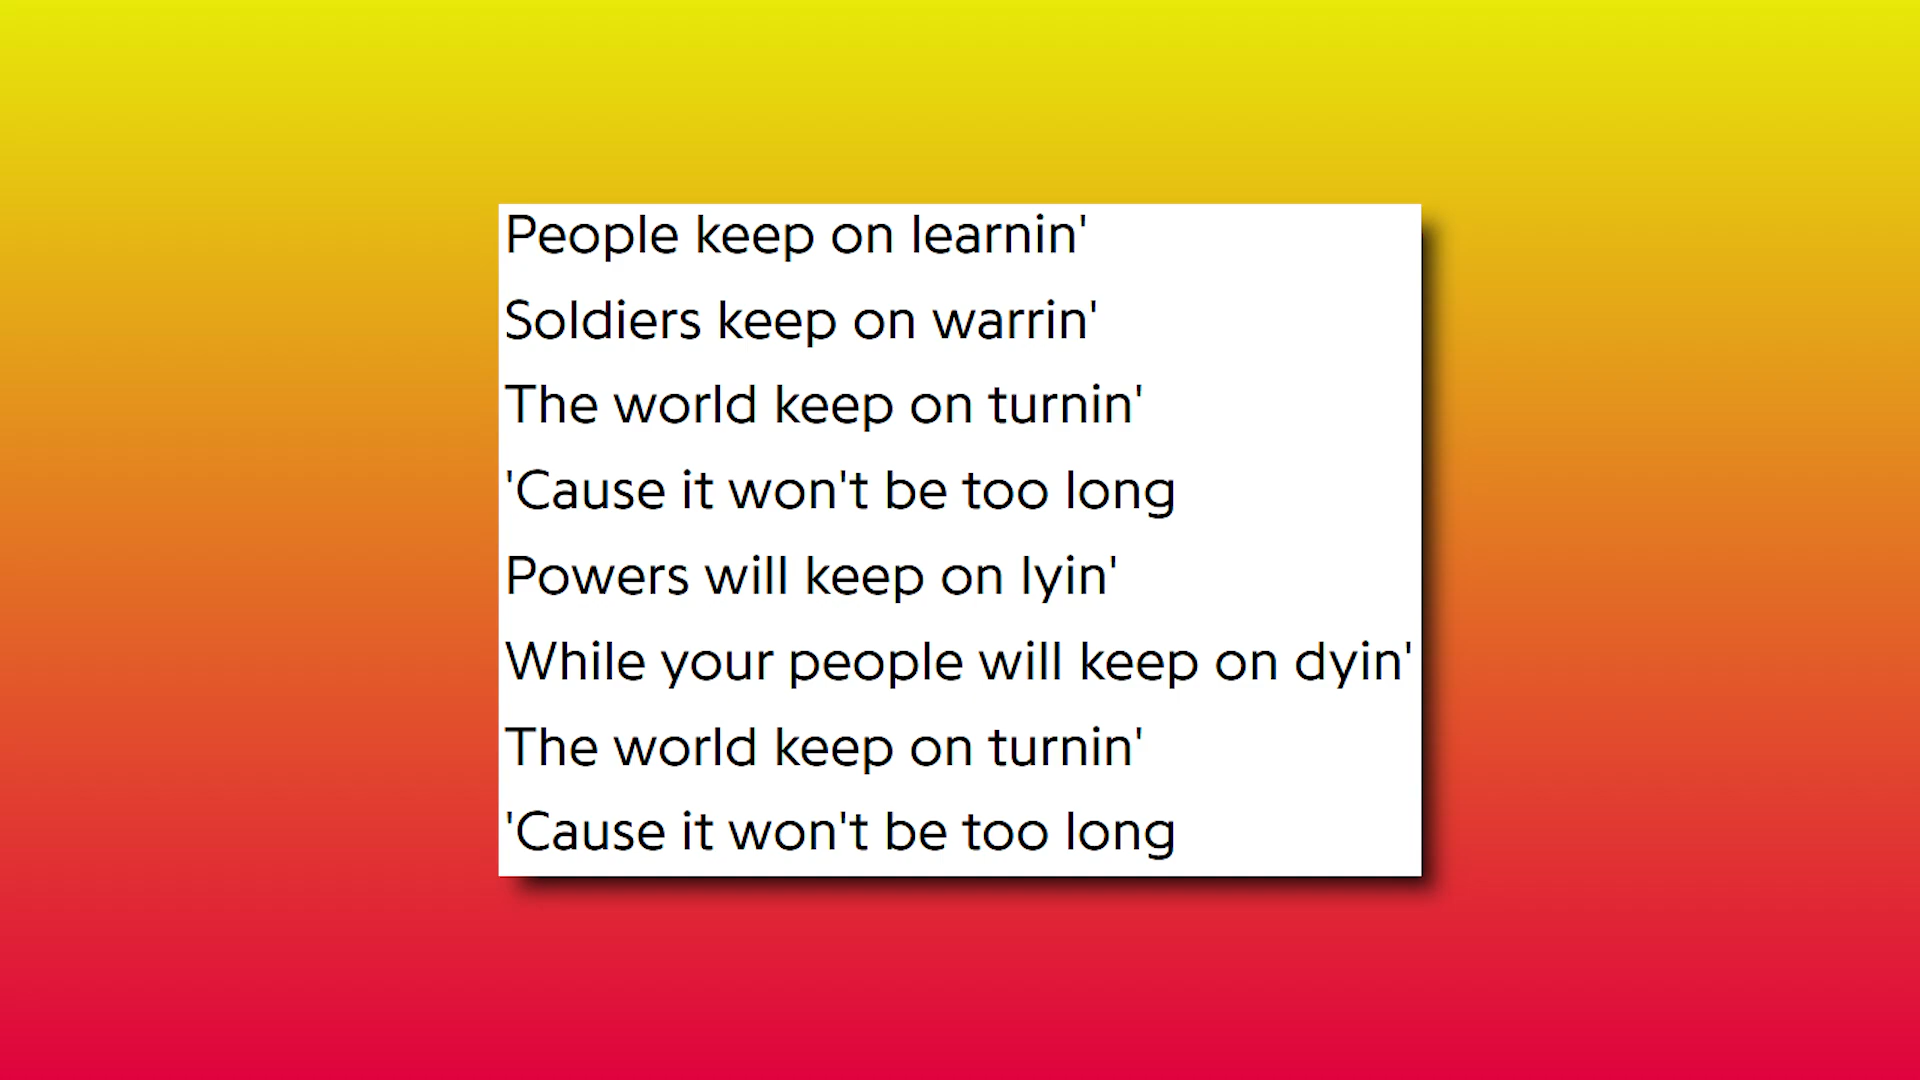 People keep on learnin'
Soldiers keep on warrin'
The world keep on turnin'
'Cause it won't be too long
Powers will keep on lyin'
While your people will keep on dyin'
The world keep on turnin'
'Cause it won't be too long